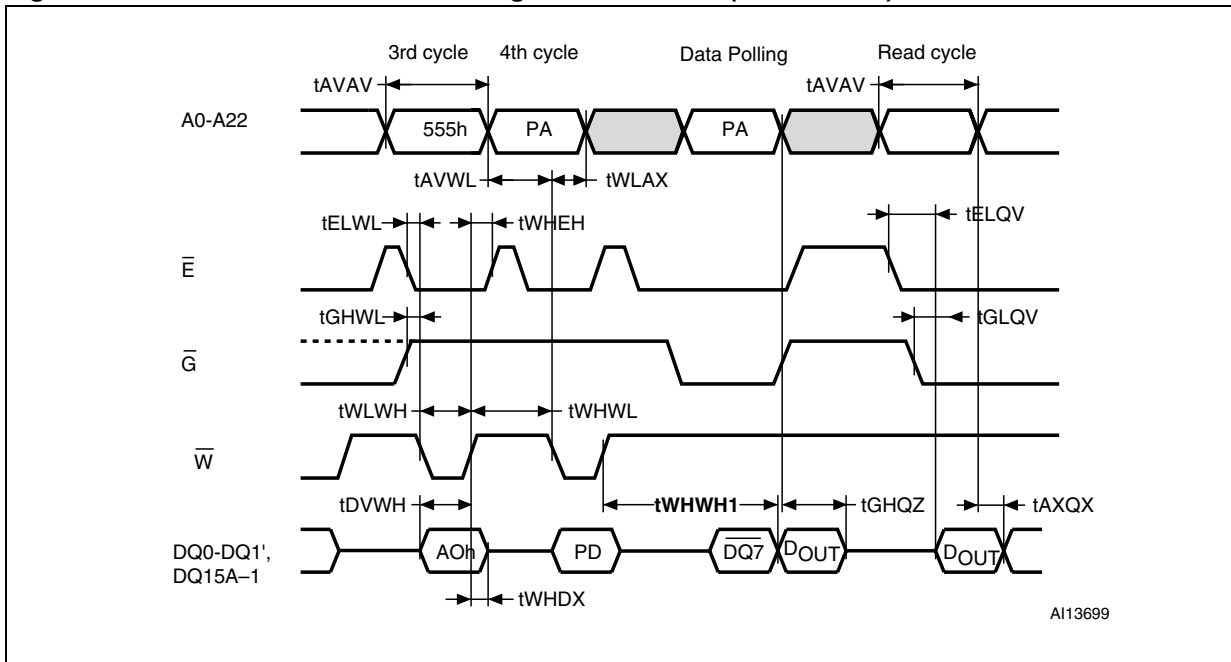 3rd cycle 4th cycle Data Polling Read cycle
tAVAV tAVAV
A0-A22 555h PA PA
tAVWL tWLAX
tELWL tWHEH tELQV
E
tGHWL tGLQV
G
tWLWH tWHWL
W
tDVWH tWHWH1 tGHQZ tAXQX
DQ0-DQ1', AOh PD DQ7 DOUT DOUT
DQ15A–1
tWHDX
AI13699